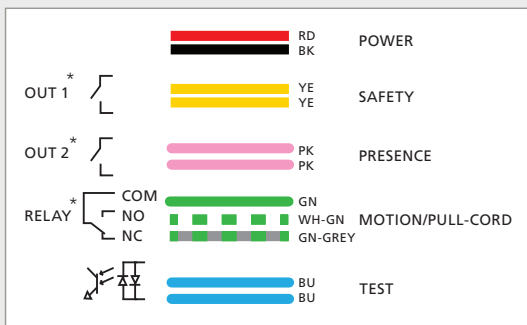 RD
BK
POWER
OUT 1 *
YE
YE
SAFETY
OUT 2 *
PK
PK
PRESENCE
RELAY *
COM
NO
NC
GN
WH-GN
GN-GREY
MOTION/PULL-CORD
BU
BU
TEST